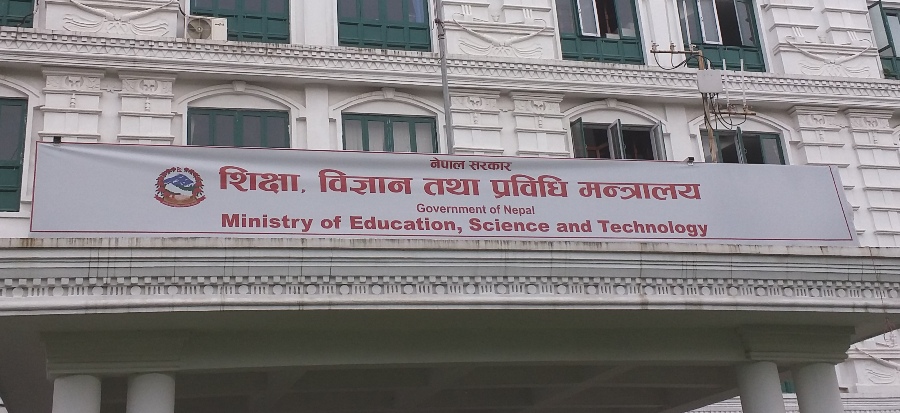 नेपाल सरकार
शिक्षा, विज्ञान तथा प्रविधि मन्त्रालय
Government of Nepal
Ministry of Education, Science and Technology